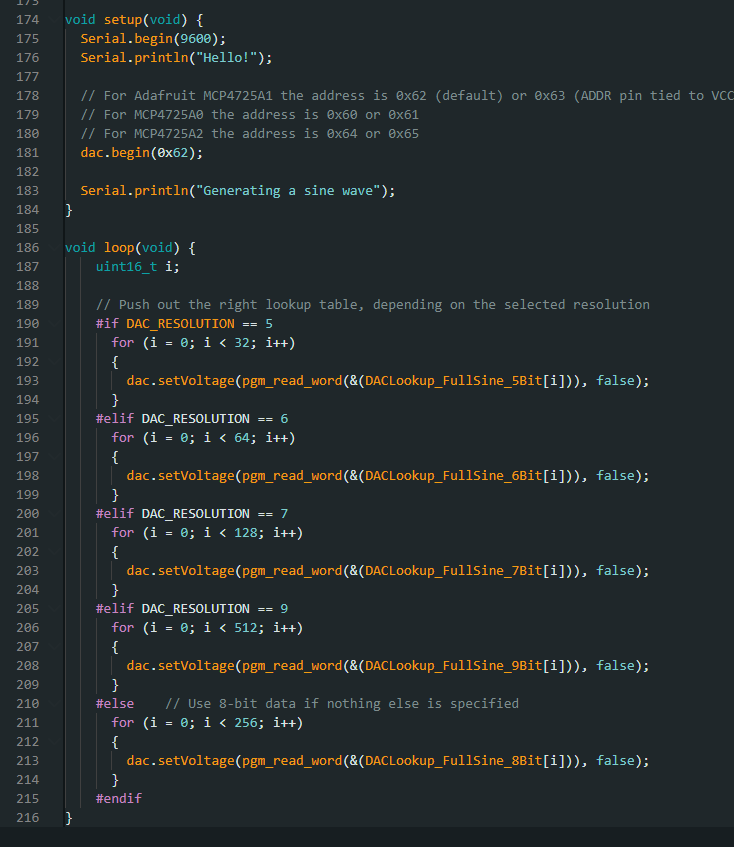 173
174 void setup(void) {
175 Serial.begin(9600);
176 Serial.println("Hello!");
177
178 // For Adafruit MCP4725A1 the address is 0x62 (default) or 0x63 (ADDR pin tied to VCC
179 // For MCP4725A0 the address is 0x60 or 0x61
180 // For MCP4725A2 the address is 0x64 or 0x65
181 dac.begin(0x62);
182
183 Serial.println("Generating a sine wave");
184 }
185
186 void loop(void) {
187 uint16_t i;
188
189 // Push out the right lookup table, depending on the selected resolution
190 #if DAC_RESOLUTION == 5
191 for (i = 0; i < 32; i++)
192 {
193 dac.setVoltage(pgm_read_word(&(DACLookup_FullSine_5Bit[i])), false);
194 }
195 #elif DAC_RESOLUTION == 6
196 for (i = 0; i < 64; i++)
197 {
198 dac.setVoltage(pgm_read_word(&(DACLookup_FullSine_6Bit[i])), false);
199 }
200 #elif DAC_RESOLUTION == 7
201 for (i = 0; i < 128; i++)
202 {
203 dac.setVoltage(pgm_read_word(&(DACLookup_FullSine_7Bit[i])), false);
204 }
205 #elif DAC_RESOLUTION == 9
206 for (i = 0; i < 512; i++)
207 {
208 dac.setVoltage(pgm_read_word(&(DACLookup_FullSine_9Bit[i])), false);
209 }
210 #else // Use 8-bit data if nothing else is specified
211 for (i = 0; i < 256; i++)
212 {
213 dac.setVoltage(pgm_read_word(&(DACLookup_FullSine_8Bit[i])), false);
214 }
215 #endif
216 }